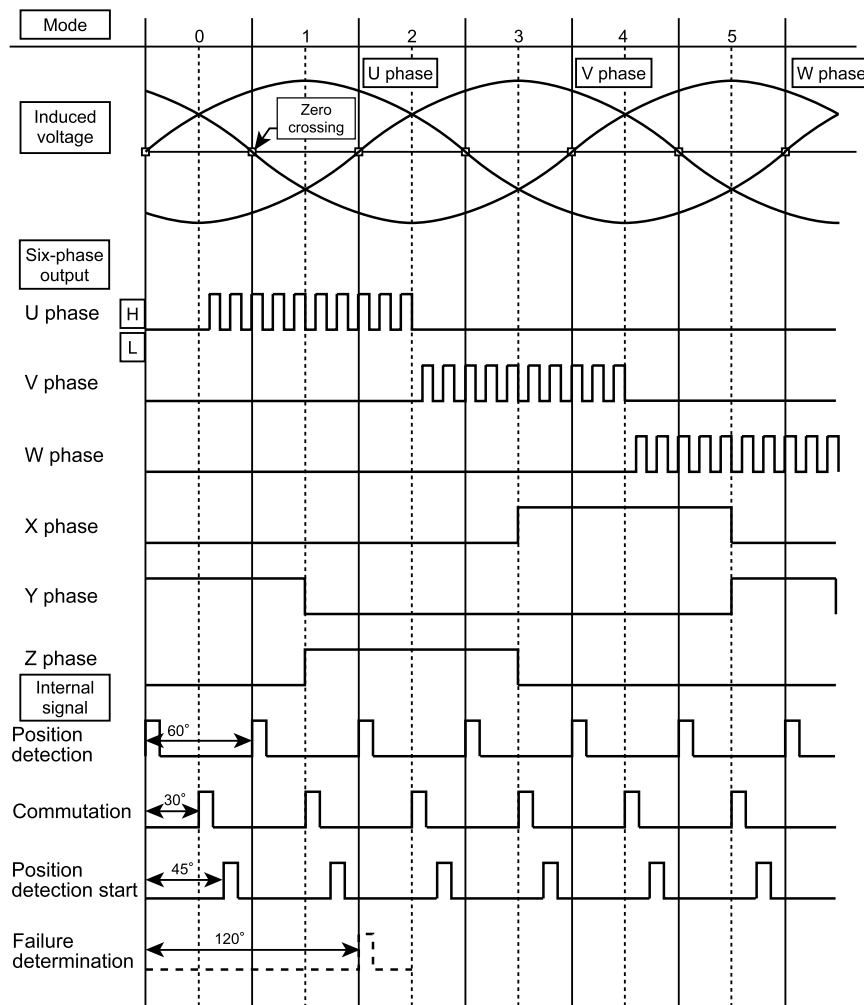 Mode
0 1 2 3 4 5
U phase
V phase
W phase
Induced
voltage
Zero
crossing
Six-phase
output
U phase
H
L
V phase
W phase
X phase
Y phase
Z phase
Internal
signal
Position
detection
60°
Commutation
30°
Position
detection start
45°
Failure
determination
120°